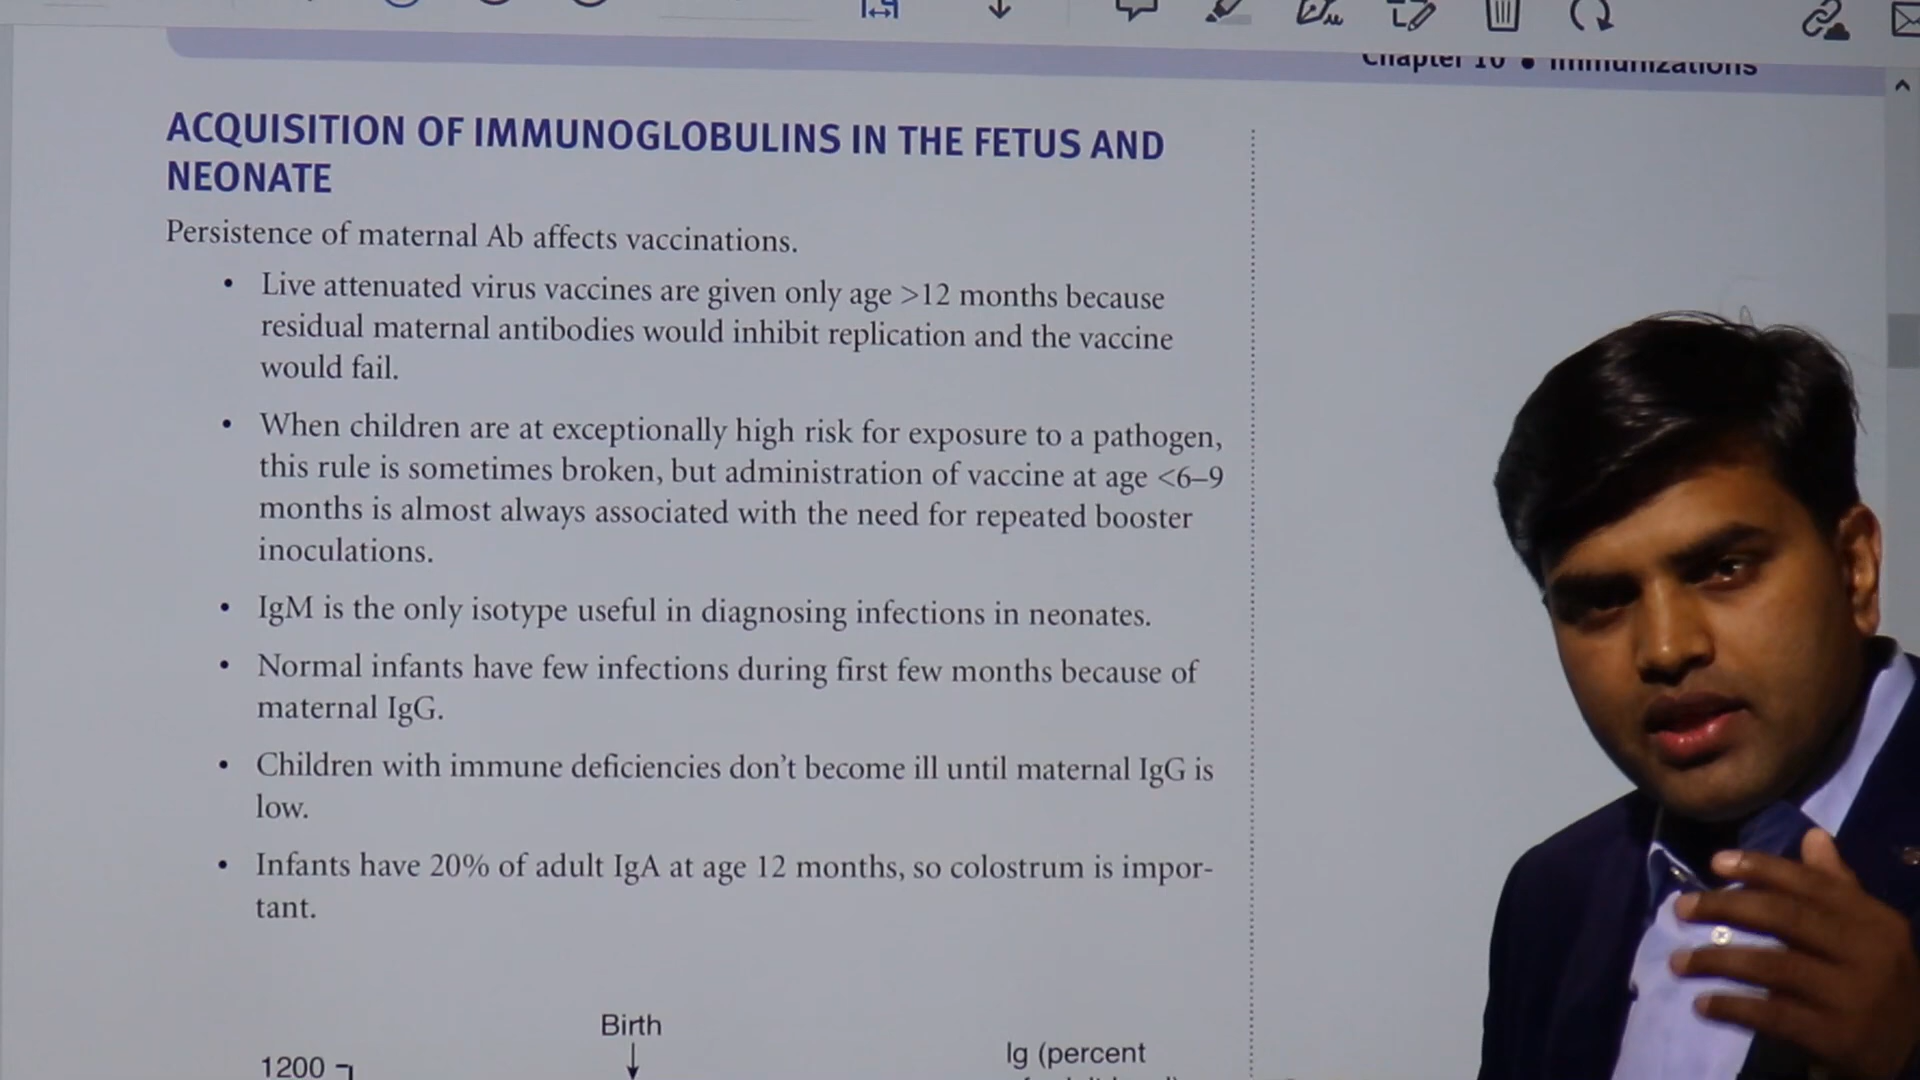 Chapter 10 • Immunizations
ACQUISITION OF IMMUNOGLOBULINS IN THE FETUS AND
NEONATE
Persistence of maternal Ab affects vaccinations.
• Live attenuated virus vaccines are given only age >12 months because
residual maternal antibodies would inhibit replication and the vaccine
would fail.
• When children are at exceptionally high risk for exposure to a pathogen,
this rule is sometimes broken, but administration of vaccine at age <6–9
months is almost always associated with the need for repeated booster
inoculations.
• IgM is the only isotype useful in diagnosing infections in neonates.
• Normal infants have few infections during first few months because of
maternal IgG.
• Children with immune deficiencies don’t become ill until maternal IgG is
low.
• Infants have 20% of adult IgA at age 12 months, so colostrum is impor-
tant.
Birth
1200
Ig (percent